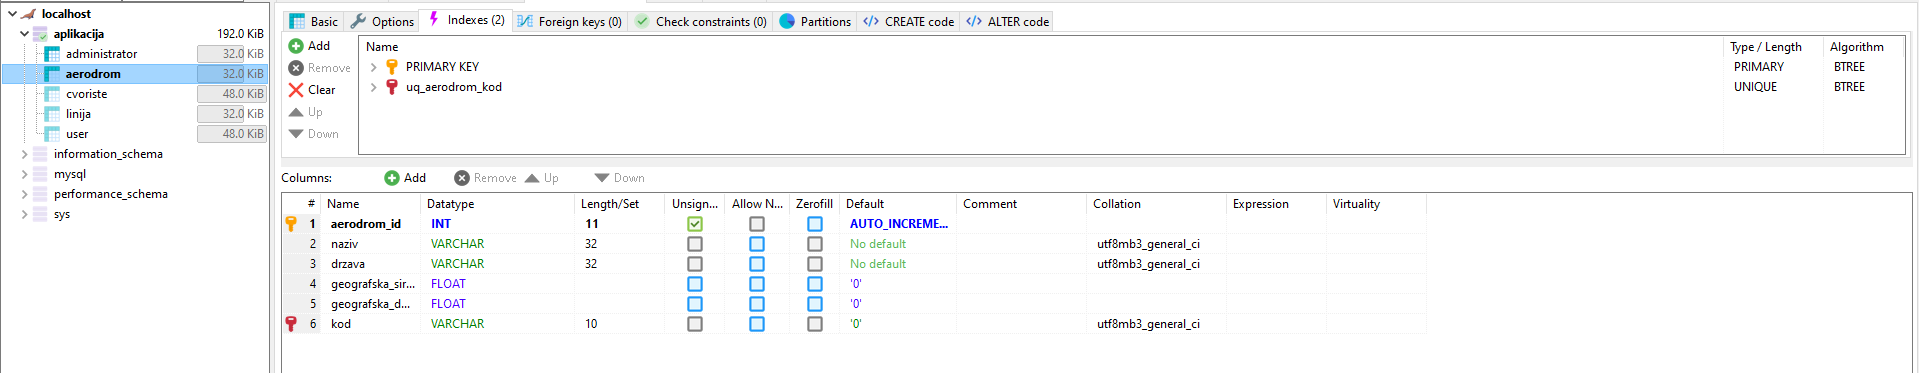 localhost
aplikacija 192.0 KiB
administrator 32.0 KiB
aerodrom 32.0 KiB
cvoriste 48.0 KiB
linija 32.0 KiB
user 48.0 KiB
information_schema
mysql
performance_schema
sys
Basic Options Indexes (2) Foreign keys (0) Check constraints (0) Partitions CREATE code ALTER code
Add
Remove
Clear
Up
Down
Name Type / Length Algorithm
PRIMARY KEY PRIMARY BTREE
uq_aerodrom_kod UNIQUE BTREE
Columns: Add Remove Up Down
# Name Datatype Length/Set Unsign... Allow N... Zerofill Default Comment Collation Expression Virtuality
1 aerodrom_id INT 11 AUTO_INCREME...
2 naziv VARCHAR 32 No default utf8mb3_general_ci
3 drzava VARCHAR 32 No default utf8mb3_general_ci
4 geografska_sir... FLOAT '0'
5 geografska_d... FLOAT '0'
6 kod VARCHAR 10 '0' utf8mb3_general_ci